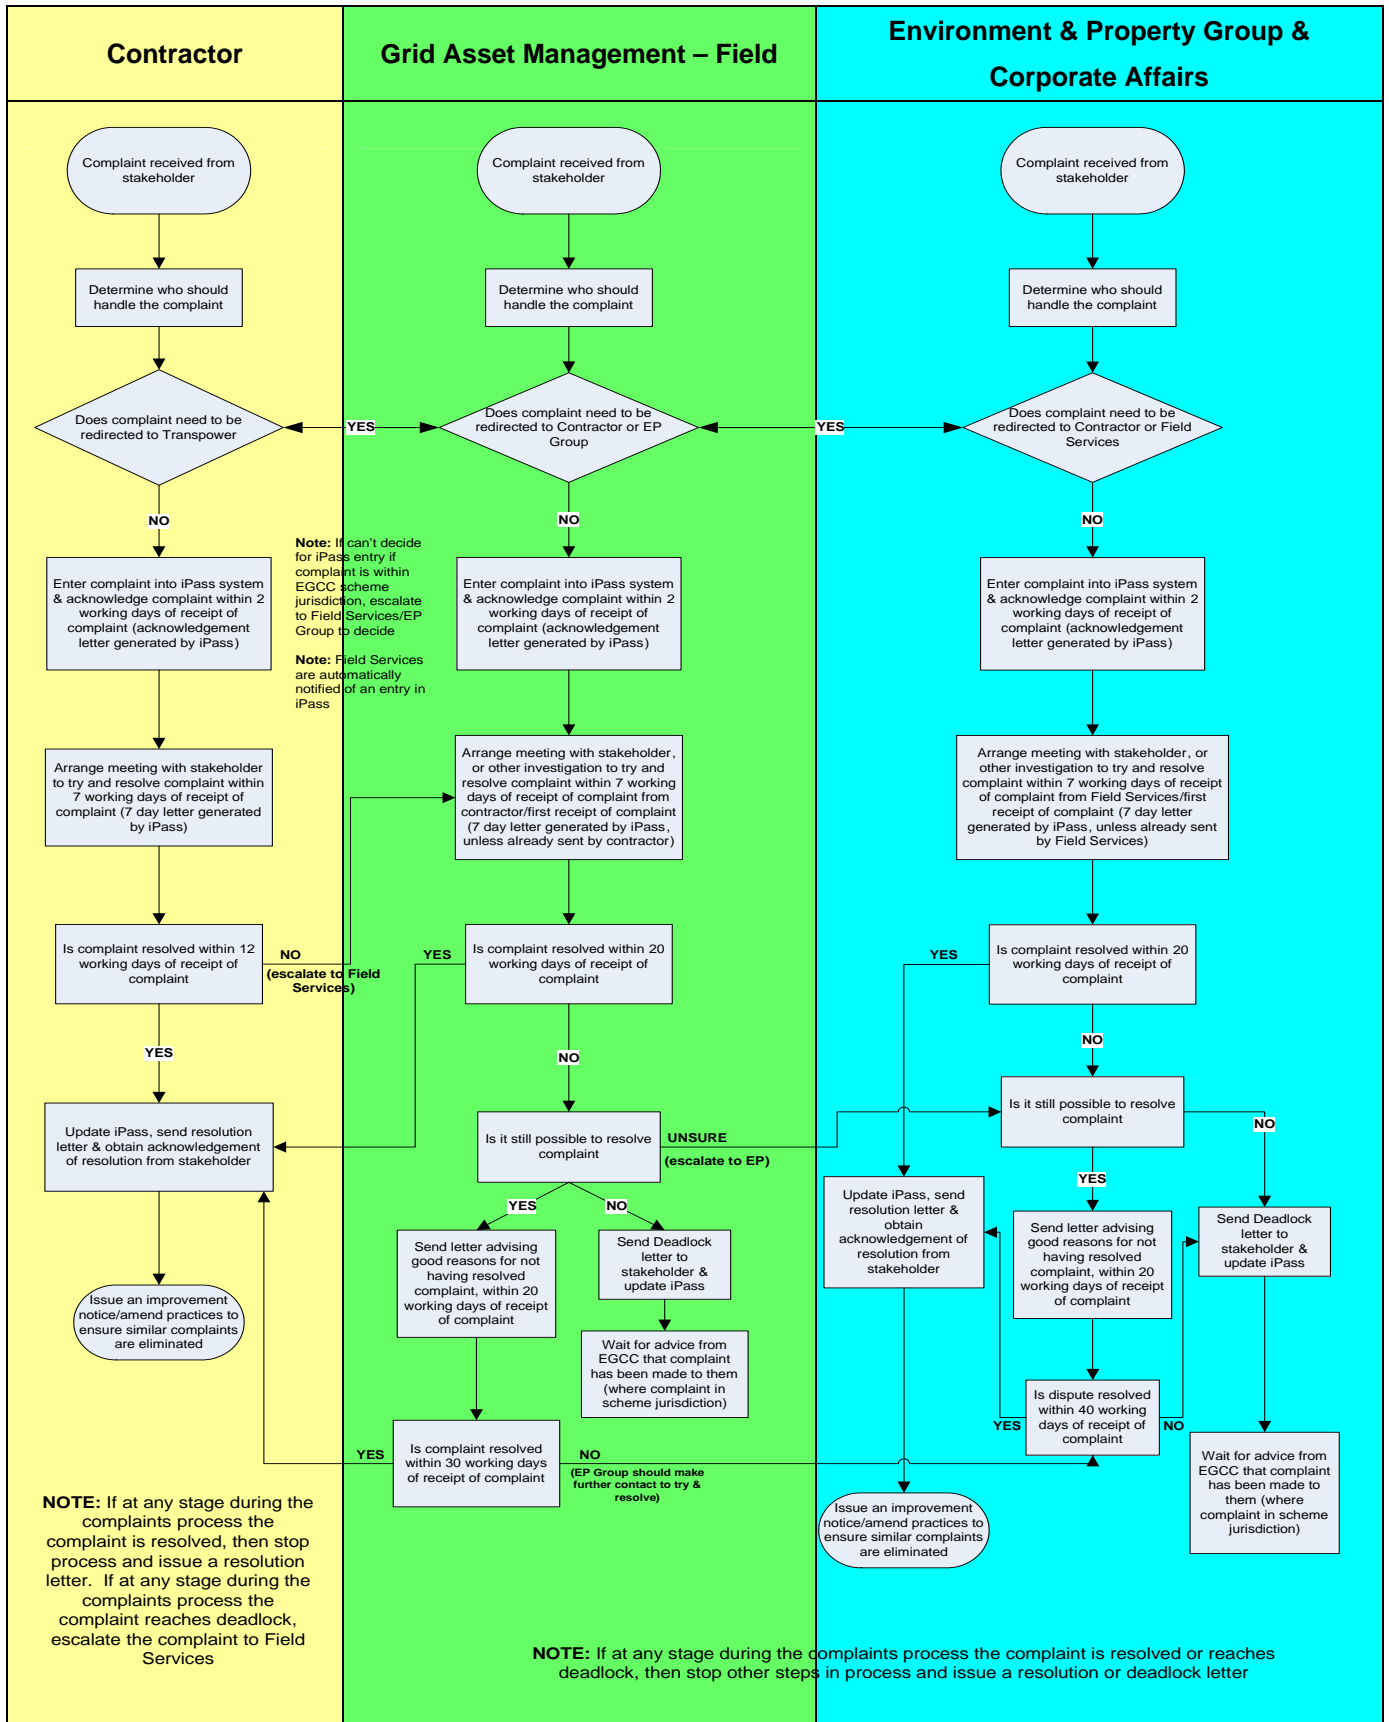 Contractor
Grid Asset Management – Field
Environment & Property Group &
Corporate Affairs
Complaint received from
stakeholder
Determine who should
handle the complaint
Does complaint need to be
redirected to Transpower
YES
NO
Enter complaint into iPass system
& acknowledge complaint within 2
working days of receipt of
complaint (acknowledgement
letter generated by iPass)
Note: If can't decide
for iPass entry if
complaint is within
EGCC scheme
jurisdiction, escalate
to Field Services/EP
Group to decide
Note: Field Services
are automatically
notified of an entry in
iPass
Arrange meeting with stakeholder
to try and resolve complaint within
7 working days of receipt of
complaint (7 day letter generated
by iPass)
Is complaint resolved within 12
working days of receipt of
complaint
NO
(escalate to Field
Services)
YES
Update iPass, send resolution
letter & obtain acknowledgement
of resolution from stakeholder
Issue an improvement
notice/amend practices to
ensure similar complaints
are eliminated
NOTE: If at any stage during the
complaints process the
complaint is resolved, then stop
process and issue a resolution
letter. If at any stage during the
complaints process the
complaint reaches deadlock,
escalate the complaint to Field
Services
Complaint received from
stakeholder
Determine who should
handle the complaint
Does complaint need to be
redirected to Contractor or EP
Group
YES
NO
Enter complaint into iPass system
& acknowledge complaint within 2
working days of receipt of
complaint (acknowledgement
letter generated by iPass)
Arrange meeting with stakeholder,
or other investigation to try and
resolve complaint within 7 working
days of receipt of complaint from
contractor/first receipt of complaint
(7 day letter generated by iPass,
unless already sent by contractor)
Is complaint resolved within 20
working days of receipt of
complaint
YES
NO
Is it still possible to resolve
complaint
UNSURE
(escalate to EP)
YES
NO
Send letter advising
good reasons for not
having resolved
complaint, within 20
working days of receipt
of complaint
Send Deadlock
letter to
stakeholder &
update iPass
Wait for advice from
EGCC that complaint
has been made to them
(where complaint in
scheme jurisdiction)
Is complaint resolved
within 30 working days
of receipt of complaint
YES
NO
(EP Group should make
further contact to try &
resolve)
Complaint received from
stakeholder
Determine who should
handle the complaint
Does complaint need to be
redirected to Contractor or Field
Services
NO
Enter complaint into iPass system
& acknowledge complaint within 2
working days of receipt of
complaint (acknowledgement
letter generated by iPass)
Arrange meeting with stakeholder, or
other investigation to try and resolve
complaint within 7 working days of receipt
of complaint from Field Services/first
receipt of complaint (7 day letter
generated by iPass, unless already sent
by Field Services)
Is complaint resolved within 20
working days of receipt of
complaint
YES
NO
Is it still possible to resolve
complaint
NO
YES
Update iPass, send
resolution letter &
obtain
acknowledgement of
resolution from
stakeholder
Send letter advising
good reasons for not
having resolved
complaint, within 20
working days of receipt
of complaint
Send Deadlock
letter to
stakeholder &
update iPass
Is dispute resolved
within 40 working
days of receipt of
complaint
YES
NO
Wait for advice from
EGCC that complaint
has been made to
them (where
complaint in scheme
jurisdiction)
Issue an improvement
notice/amend practices to
ensure similar complaints
are eliminated
NOTE: If at any stage during the complaints process the complaint is resolved or reaches
deadlock, then stop other steps in process and issue a resolution or deadlock letter